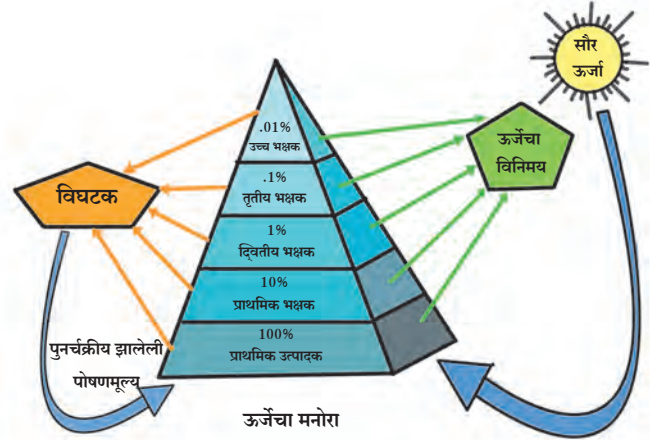 सौर
ऊर्जा
.01%
उच्च भक्षक
ऊर्जेचा
विनिमय
.1%
तृतीय भक्षक
विघटक
1%
द्वितीय भक्षक
10%
प्राथमिक भक्षक
100%
प्राथमिक उत्पादक
पुनर्चक्रीय झालेली
पोषणमूल्य
ऊर्जेचा मनोरा